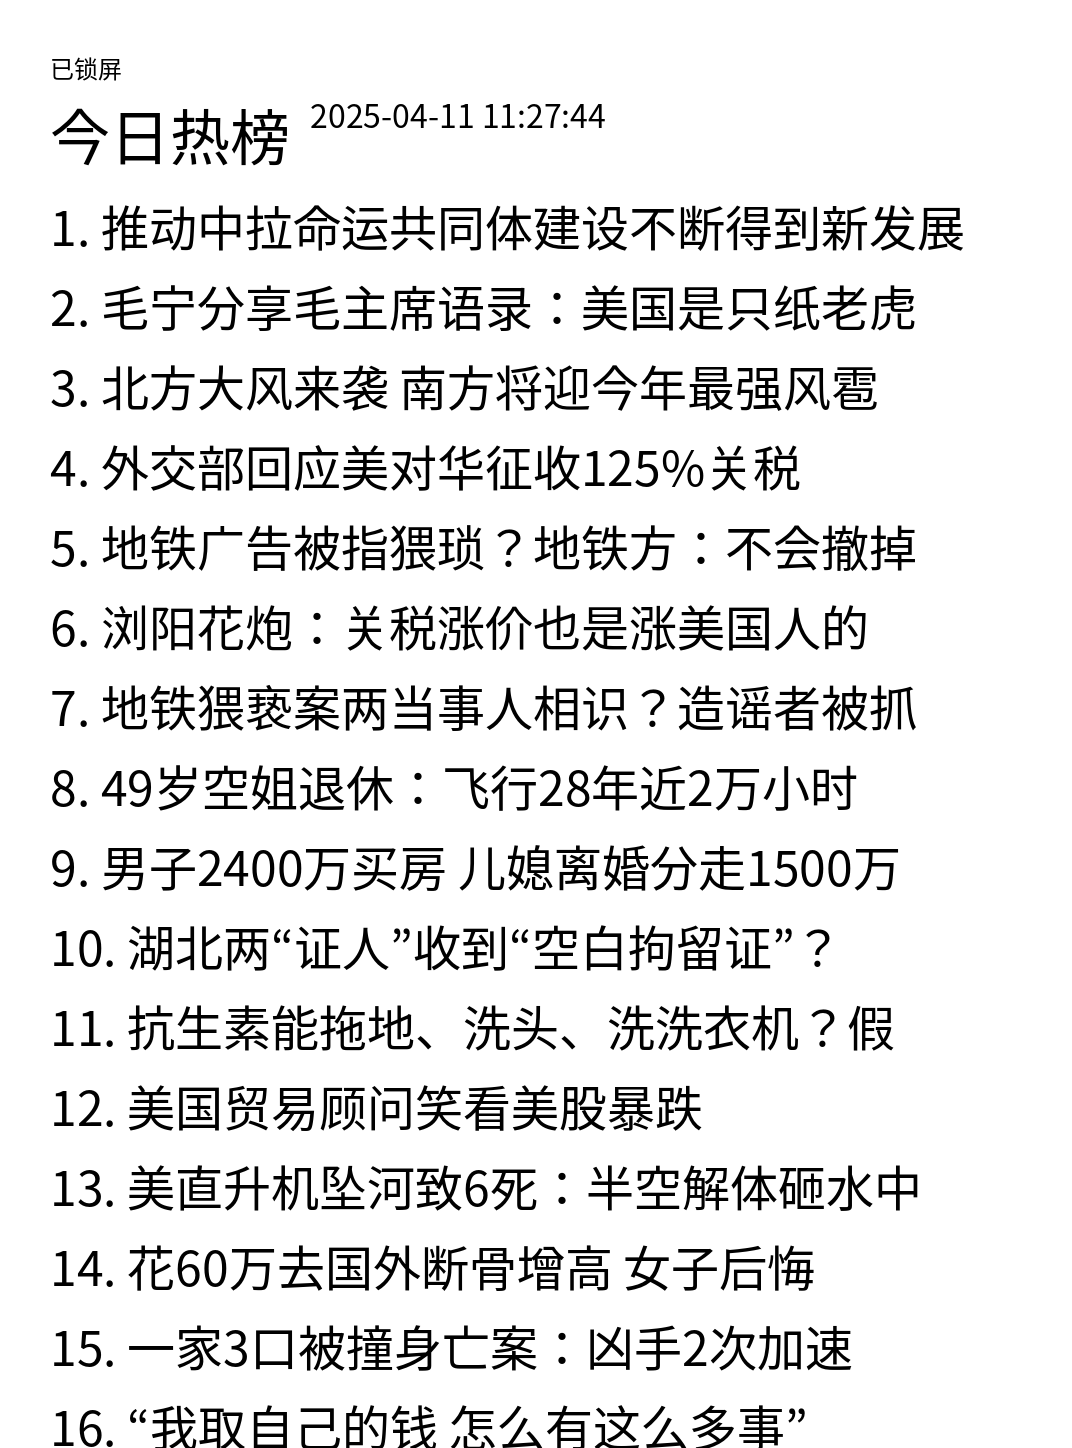 已锁屏
今日热榜 2025-04-11 11:27:44
1. 推动中拉命运共同体建设不断得到新发展
2. 毛宁分享毛主席语录：美国是只纸老虎
3. 北方大风来袭 南方将迎今年最强风雹
4. 外交部回应美对华征收125%关税
5. 地铁广告被指猥琐？地铁方：不会撤掉
6. 浏阳花炮：关税涨价也是涨美国人的
7. 地铁猥亵案两当事人相识？造谣者被抓
8. 49岁空姐退休：飞行28年近2万小时
9. 男子2400万买房 儿媳离婚分走1500万
10. 湖北两“证人”收到“空白拘留证”？
11. 抗生素能拖地、洗头、洗洗衣机？假
12. 美国贸易顾问笑看美股暴跌
13. 美直升机坠河致6死：半空解体砸水中
14. 花60万去国外断骨增高 女子后悔
15. 一家3口被撞身亡案：凶手2次加速
16. “我取自己的钱 怎么有这么多事”